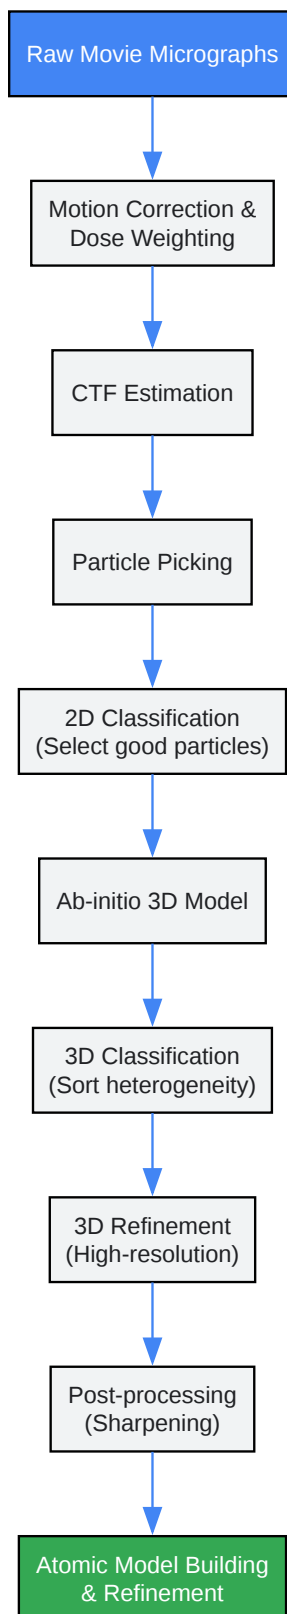 Raw Movie Micrographs
Motion Correction &
Dose Weighting
CTF Estimation
Particle Picking
2D Classification
(Select good particles)
Ab-initio 3D Model
3D Classification
(Sort heterogeneity)
3D Refinement
(High-resolution)
Post-processing
(Sharpening)
Atomic Model Building
& Refinement